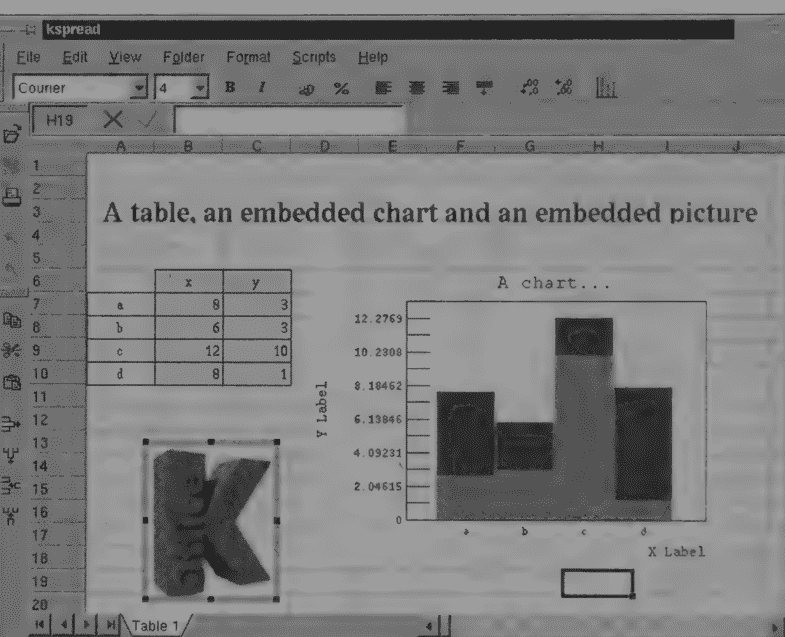 kspread
File Edit View Folder Format Scripts Help
Courier 4 B I %
H19
A B C D E F G H I J
1
2
3
4
5
6
7
8
9
10
11
12
13
14
15
16
17
18
19
20
A table, an embedded chart and an embedded picture
x y
a 8 3
b 6 3
c 12 10
d 8 1
A chart...
12.2769
10.2308
8.18462
6.13846
4.09231
2.04615
0
Y Label
a b c d
X Label
Table 1